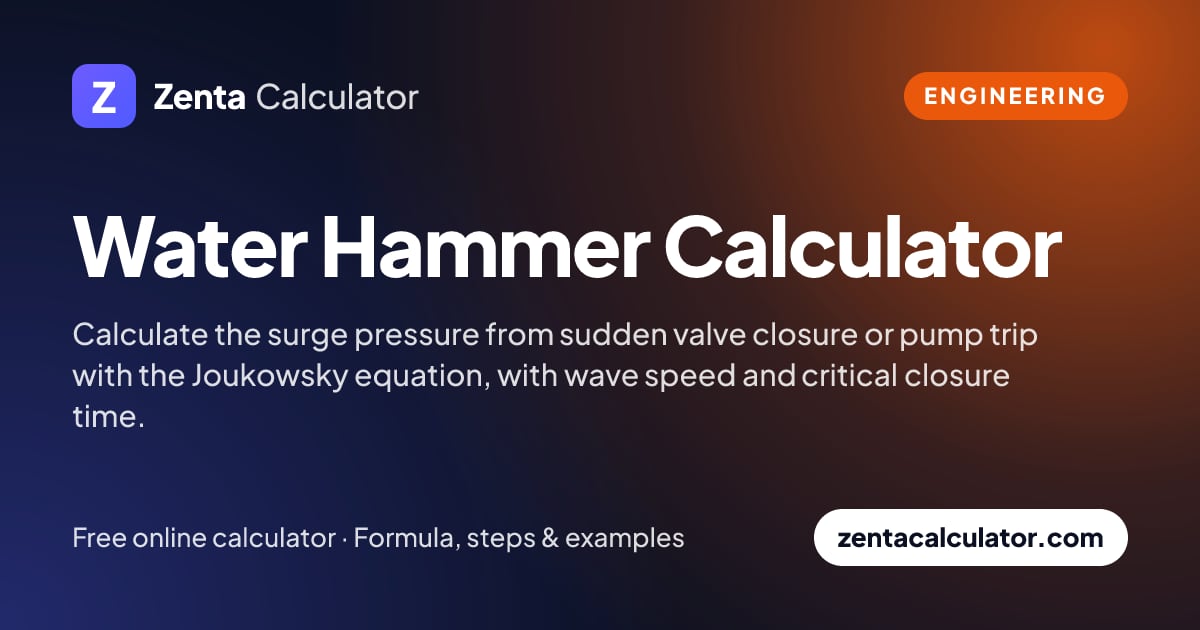 Z
Zenta Calculator
ENGINEERING
Water Hammer Calculator
Calculate the surge pressure from sudden valve closure or pump trip
with the Joukowsky equation, with wave speed and critical closure
time.
Free online calculator · Formula, steps & examples
zentacalculator.com